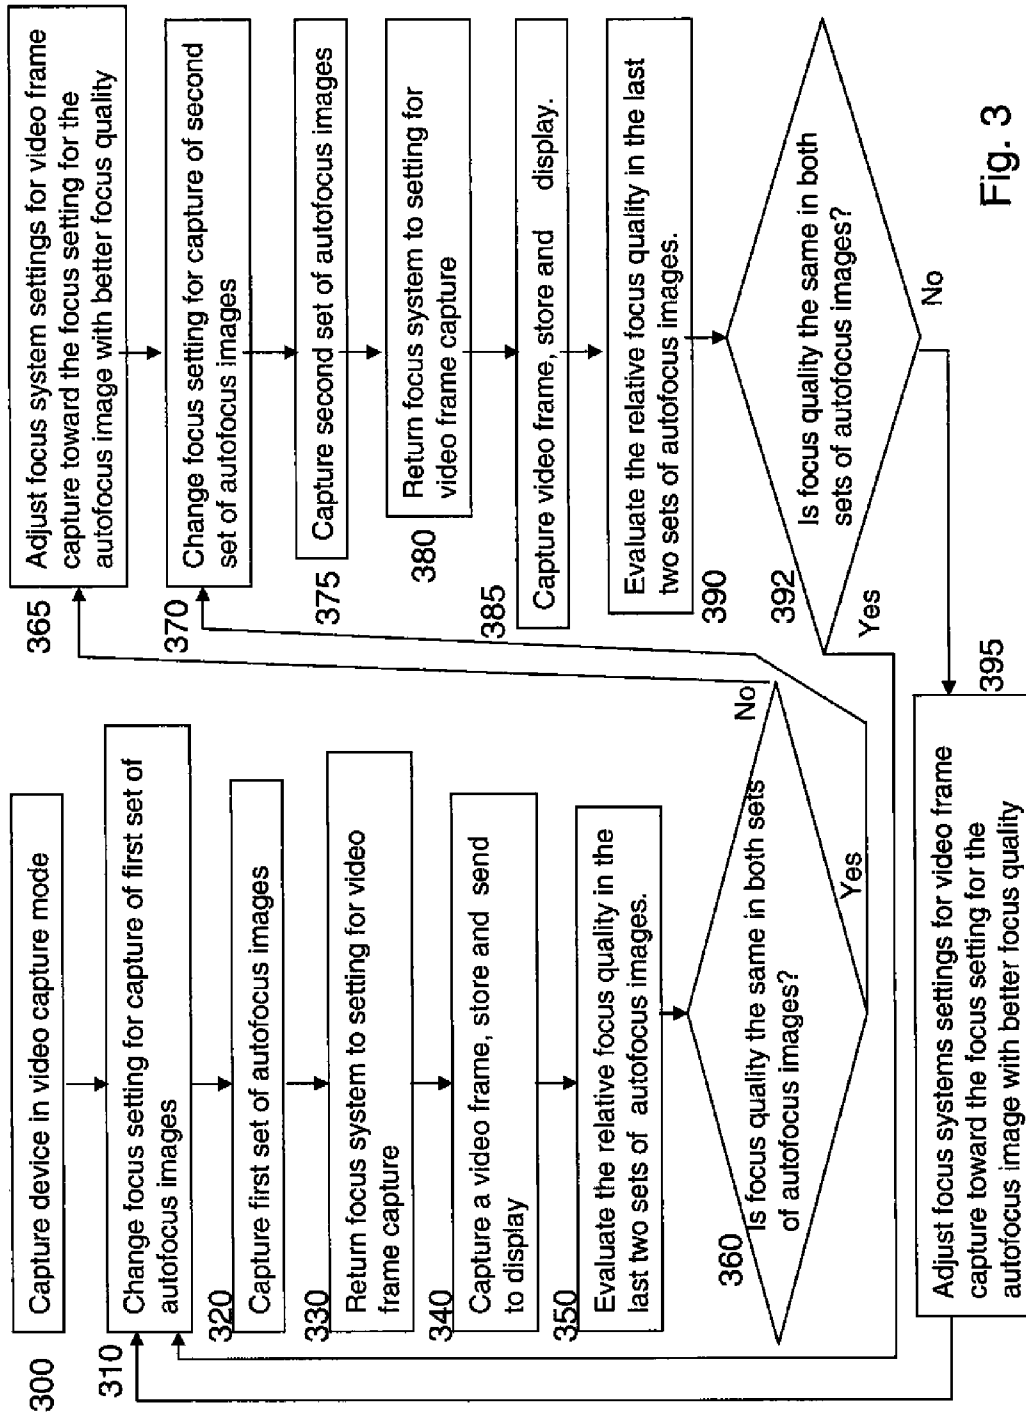 300
Capture device in video capture mode
310
Change focus setting for capture of first set of
autofocus images
320
Capture first set of autofocus images
330
Return focus system to setting for video
frame capture
340
Capture a video frame, store and send
to display
350
Evaluate the relative focus quality in the
last two sets of autofocus images.
360
Is focus quality the same in both sets
of autofocus images?
No
Yes
365
Adjust focus system settings for video frame
capture toward the focus setting for the
autofocus image with better focus quality
370
Change focus setting for capture of second
set of autofocus images
375
Capture second set of autofocus images
380
Return focus system to setting for
video frame capture
385
Capture video frame, store and display.
390
Evaluate the relative focus quality in the last
two sets of autofocus images.
392
Is focus quality the same in both
sets of autofocus images?
Yes
No
395
Adjust focus systems settings for video frame
capture toward the focus setting for the
autofocus image with better focus quality
Fig. 3